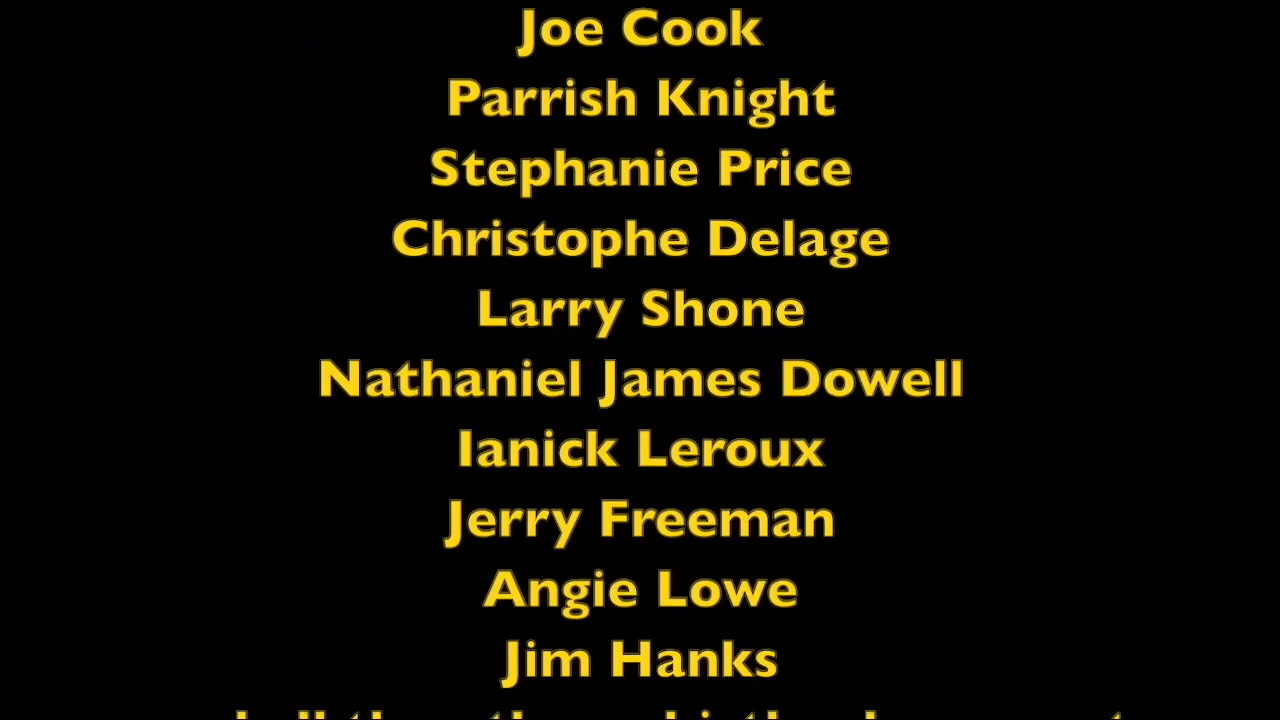 Joe Cook
Parrish Knight
Stephanie Price
Christophe Delage
Larry Shone
Nathaniel James Dowell
Ianick Leroux
Jerry Freeman
Angie Lowe
Jim Hanks